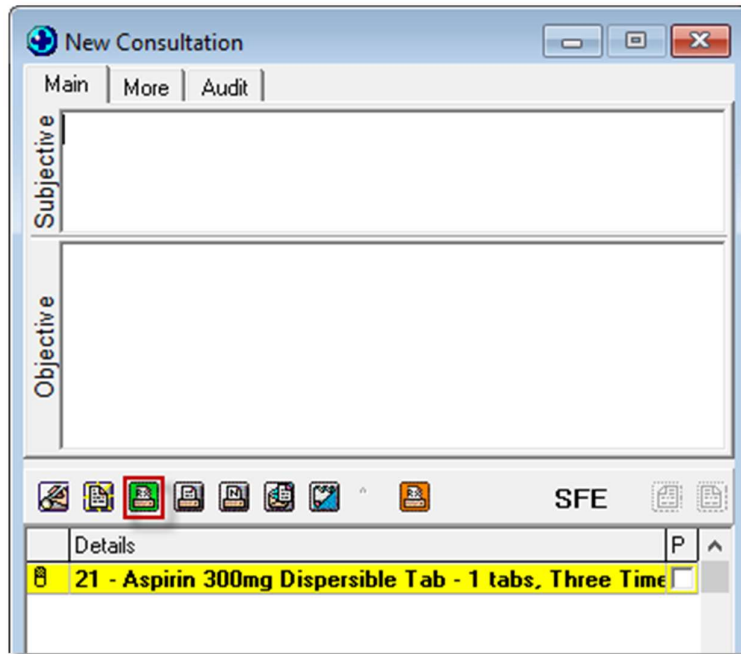 New Consultation
Main More Audit
Subjective
Objective
SFE
Details P
21 - Aspirin 300mg Dispersible Tab - 1 tabs, Three Time